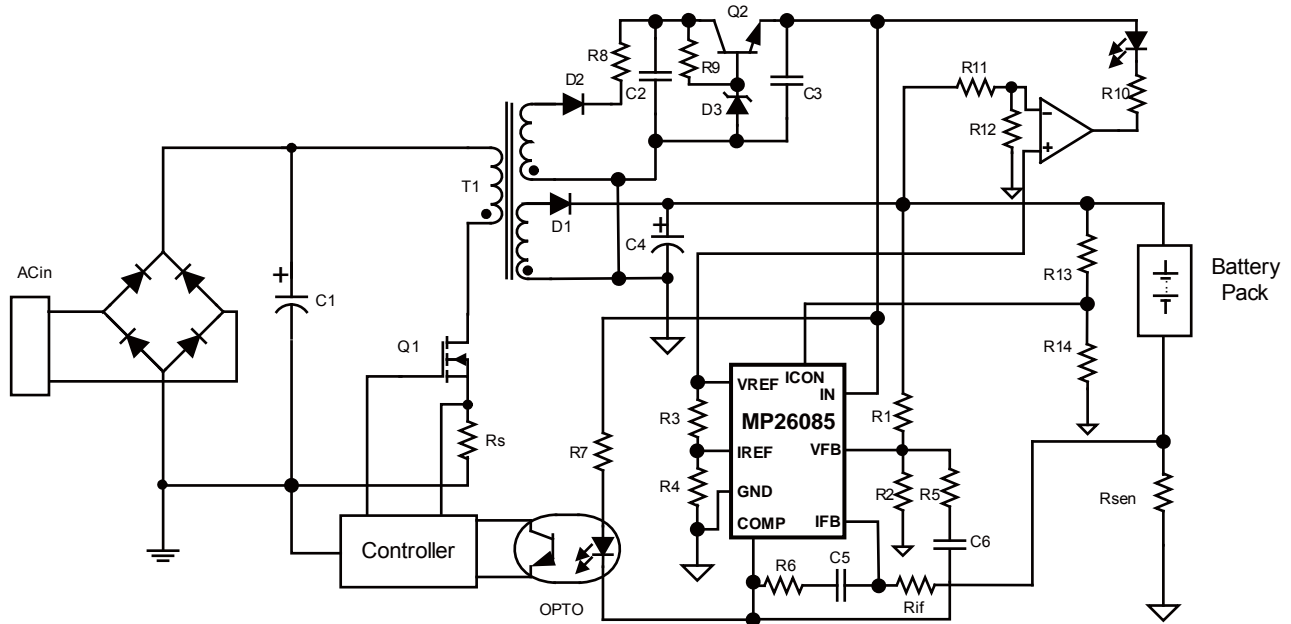 Q2
R8
D2
C2
R9
D3
C3
R11
R12
R10
T1
D1
C4
ACin
C1
Q1
Rs
R13
R14
Battery
Pack
VREF
ICON
IN
MP26085
IREF
VFB
GND
COMP
IFB
R3
R4
R7
R1
R2
R5
C6
Rsen
R6
C5
Rif
Controller
OPTO